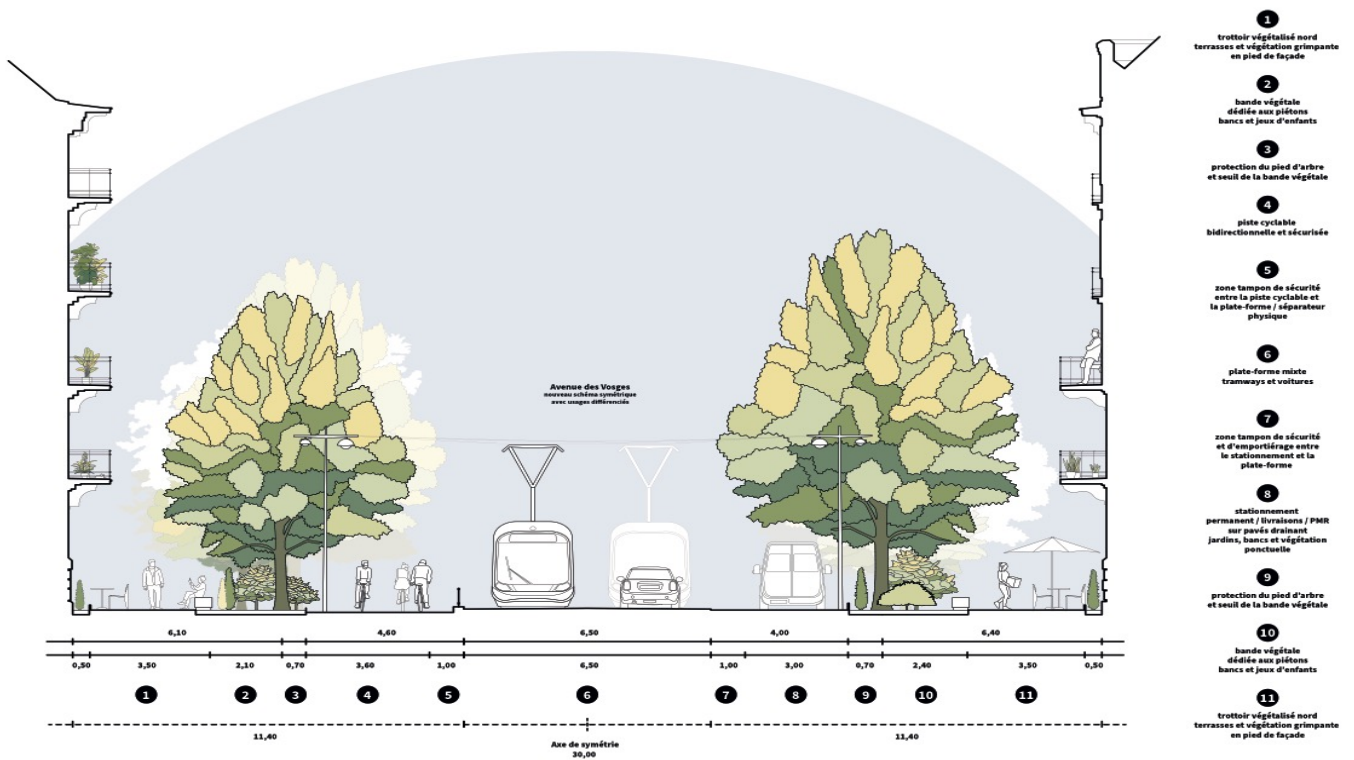 1
trottoir végétalisé nord
terrasses et végétation grimpante
en pied de façade
2
bande végétale
dédiée aux piétons
bancs et jeux d'enfants
3
protection du pied d'arbre
et seuil de la bande végétale
4
piste cyclable
bidirectionnelle et sécurisée
5
zone tampon de sécurité
entre la piste cyclable et
la plate-forme / séparateur
physique
6
plate-forme mixte
tramways et voitures
7
zone tampon de sécurité
et d'emportiérage entre
le stationnement et la
plate-forme
8
stationnement
permanent / livraisons / PMR
sur pavés drainant
jardins, bancs et végétation
ponctuelle
9
protection du pied d'arbre
et seuil de la bande végétale
10
bande végétale
dédiée aux piétons
bancs et jeux d'enfants
11
trottoir végétalisé nord
terrasses et végétation grimpante
en pied de façade
Avenue des Vosges
nouveau schéma symétrique
avec usages différenciés
6,10 4,60 6,50 4,00 6,40
0,50 3,50 2,10 0,70 3,60 1,00 6,50 1,00 3,00 0,70 2,40 3,50 0,50
1 2 3 4 5 6 7 8 9 10 11
11,40 11,40
Axe de symétrie
30,00